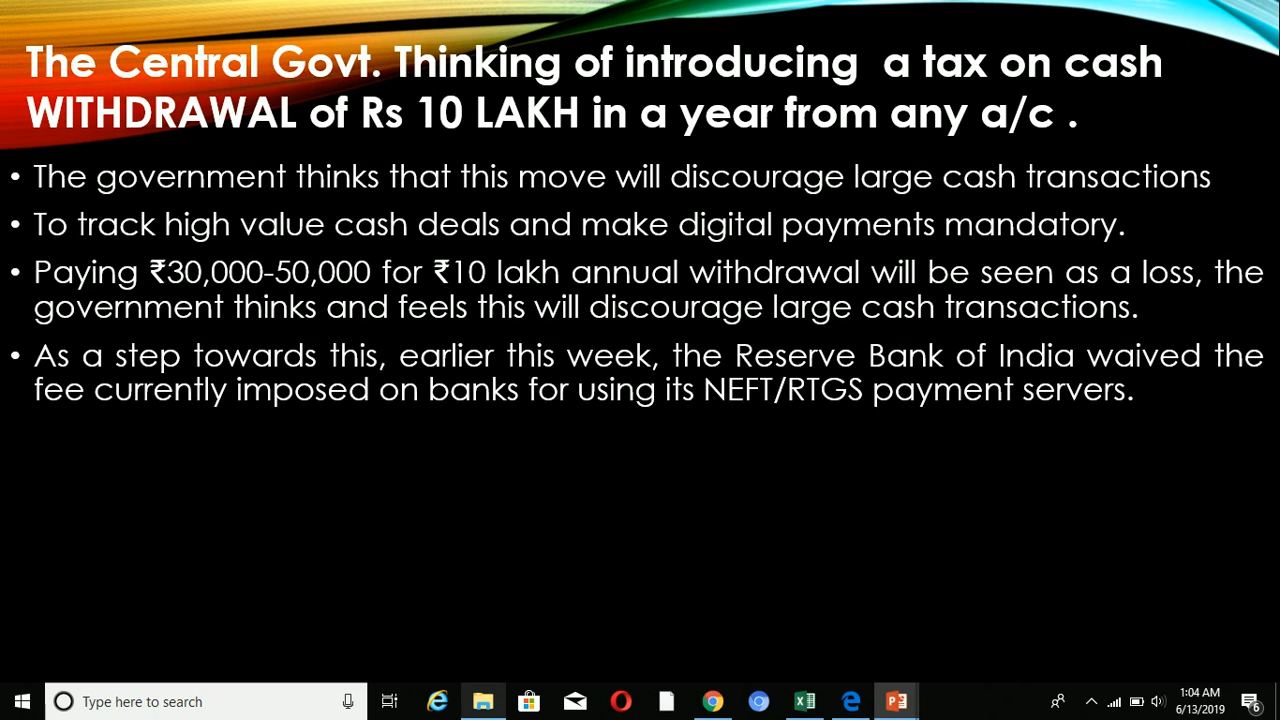 The Central Govt. Thinking of introducing a tax on cash
WITHDRAWAL of Rs 10 LAKH in a year from any a/c .
• The government thinks that this move will discourage large cash transactions
• To track high value cash deals and make digital payments mandatory.
• Paying ₹30,000-50,000 for ₹10 lakh annual withdrawal will be seen as a loss, the
government thinks and feels this will discourage large cash transactions.
• As a step towards this, earlier this week, the Reserve Bank of India waived the
fee currently imposed on banks for using its NEFT/RTGS payment servers.
Type here to search
1:04 AM
6/13/2019
6